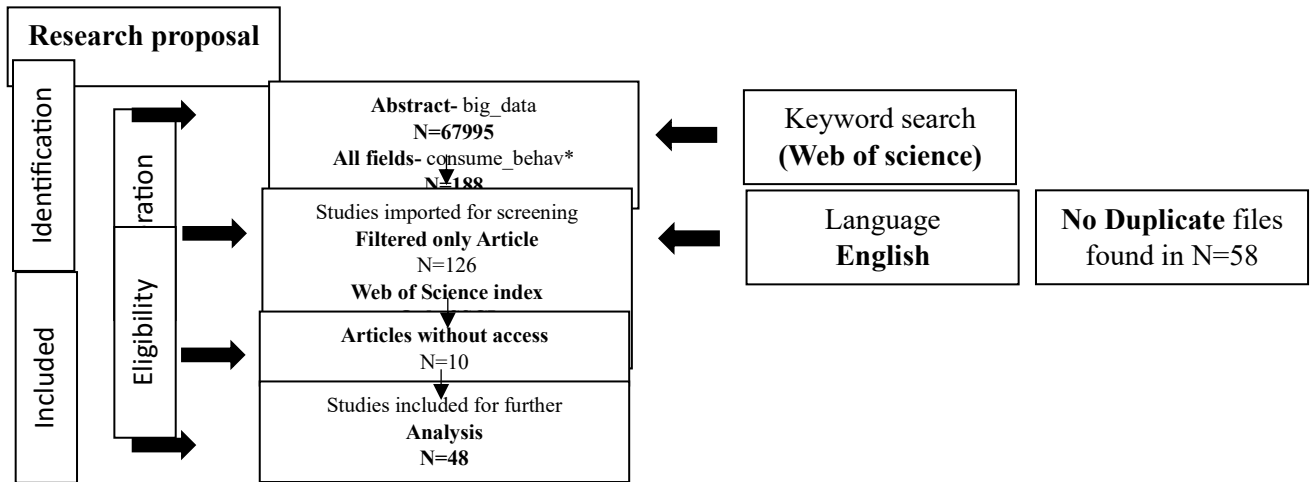 Research proposal
Identification
ration
Eligibility
Included
Abstract- big_data
N=67995
All fields- consume_behav*
N=188
Keyword search
(Web of science)
Studies imported for screening
Filtered only Article
N=126
Web of Science index
Language
English
No Duplicate files
found in N=58
Articles without access
N=10
Studies included for further
Analysis
N=48